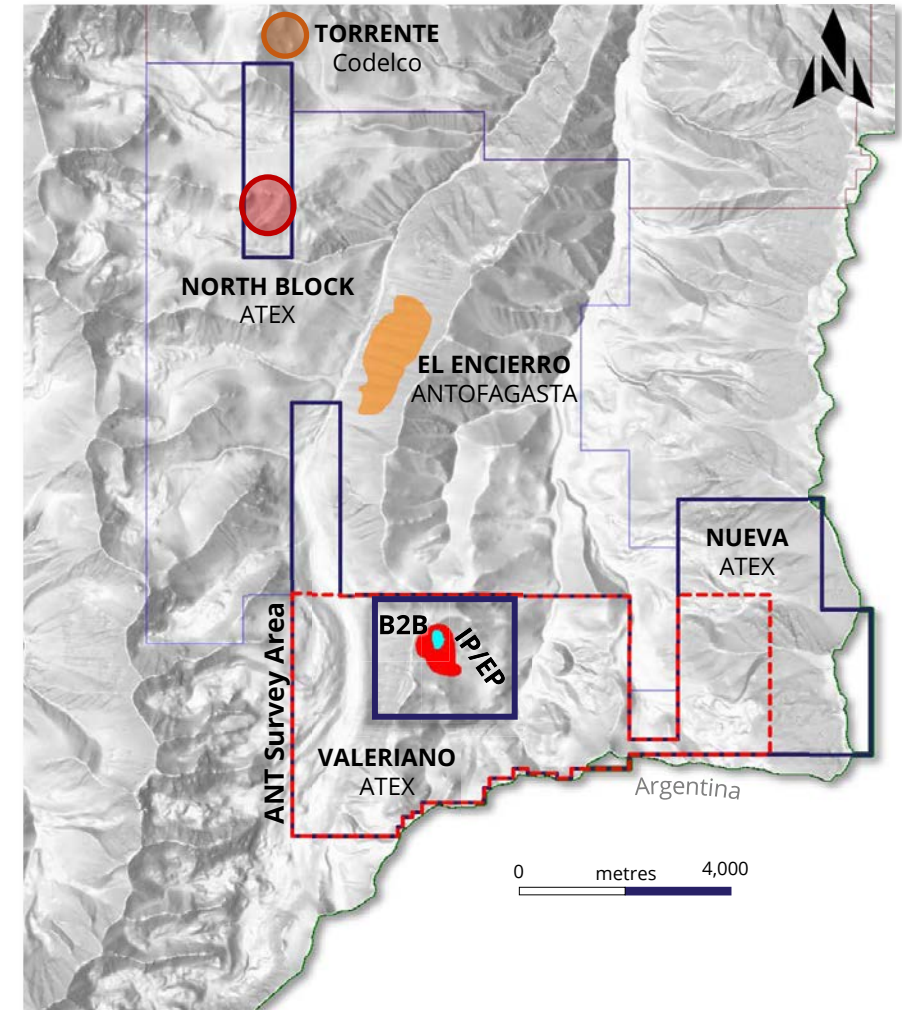 TORRENTE
Codelco
N
NORTH BLOCK
ATEX
EL ENCIERRO
ANTOFAGASTA
NUEVA
ATEX
B2B
IP/EP
ANT Survey Area
VALERIANO
ATEX
Argentina
0 metres 4,000